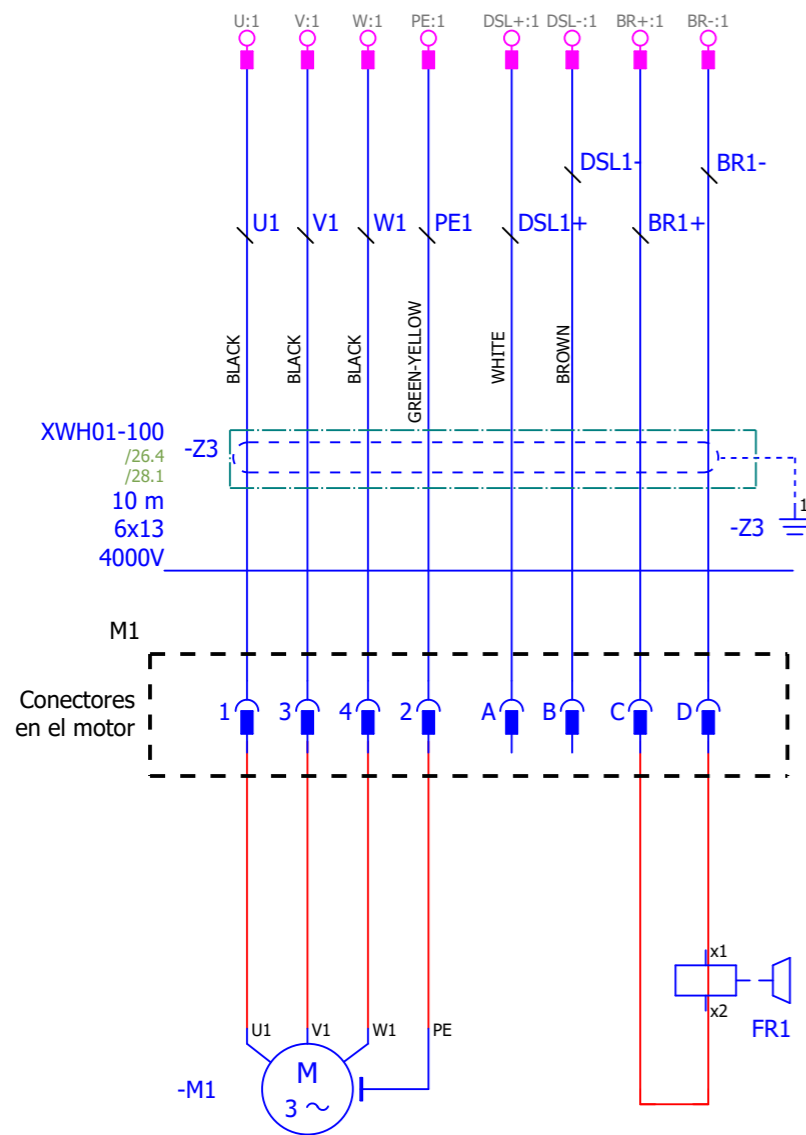 U:1 V:1 W:1 PE:1 DSL+:1 DSL-:1 BR+:1 BR-:1
DSL1- BR1-
U1 V1 W1 PE1 DSL1+ BR1+
BLACK BLACK BLACK GREEN-YELLOW WHITE BROWN
XWH01-100
/26.4
/28.1
10 m
6x13
4000V
-Z3
1
-Z3
M1
Conectores
en el motor
1 3 4 2 A B C D
x1
x2
FR1
U1 V1 W1 PE
-M1
M
3 ~